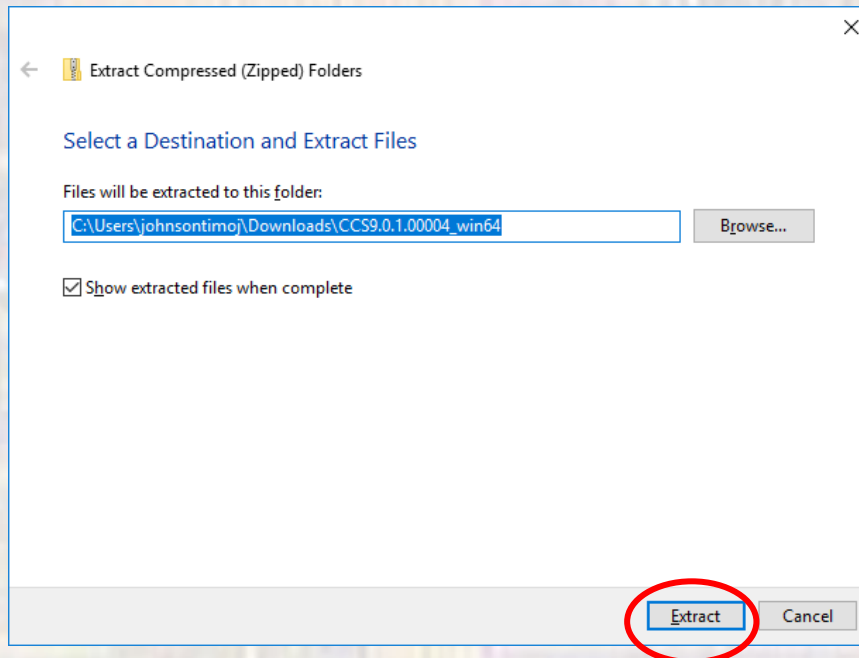 Extract Compressed (Zipped) Folders
Select a Destination and Extract Files
Files will be extracted to this folder:
C:\Users\johnsontimoj\Downloads\CCS9.0.1.00004_win64
Browse...
Show extracted files when complete
Extract
Cancel